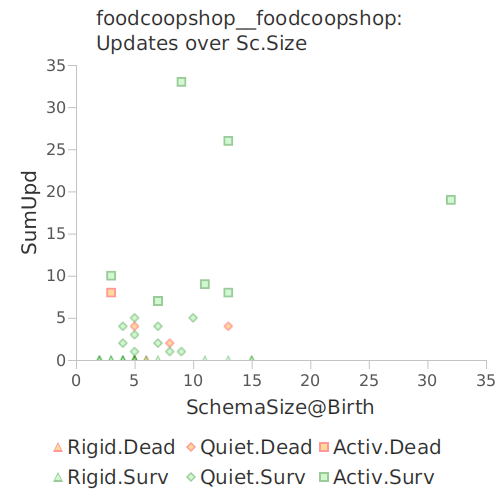 foodcoopshop__foodcoopshop:
Updates over Sc.Size
35
30
25
20
15
10
5
0
SumUpd
0 5 10 15 20 25 30 35
SchemaSize@Birth
Rigid.Dead Quiet.Dead Activ.Dead
Rigid.Surv Quiet.Surv Activ.Surv